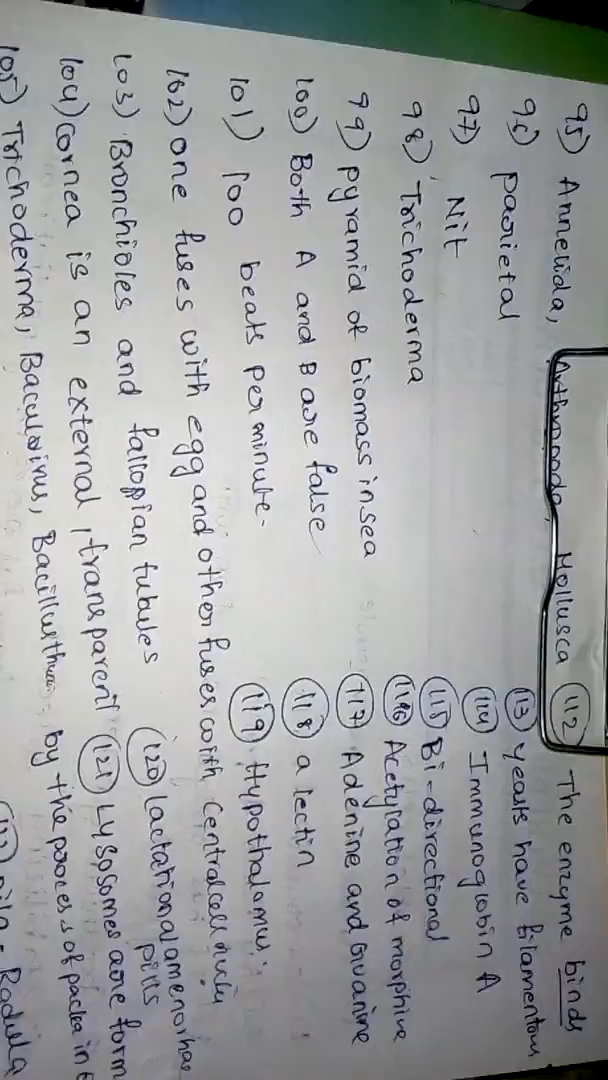 95) Annelida, Arthropoda, Mollusca
96) Parietal
97) Nit
98) Trichoderma
99) pyramid of biomass in sea
100) Both A and B are false
101) 100 beats per minute.
102) one fuses with egg and other fuses with Central cell nuclei
103) Bronchioles and fallopian tubules
104) Cornea is an external, transparent
105) Trichoderma, Baculovirus, Bacillus
112 The enzyme binds
113 yeasts have filamentous
114 Immunoglobin A
115 Bi-directional
116 Acetylation of morphine
117 Adenine and Guanine
118 a lectin
119 Hypothalamus
120 lactational amenorhea pills
121 Lysosomes are form
by the process of
Radula